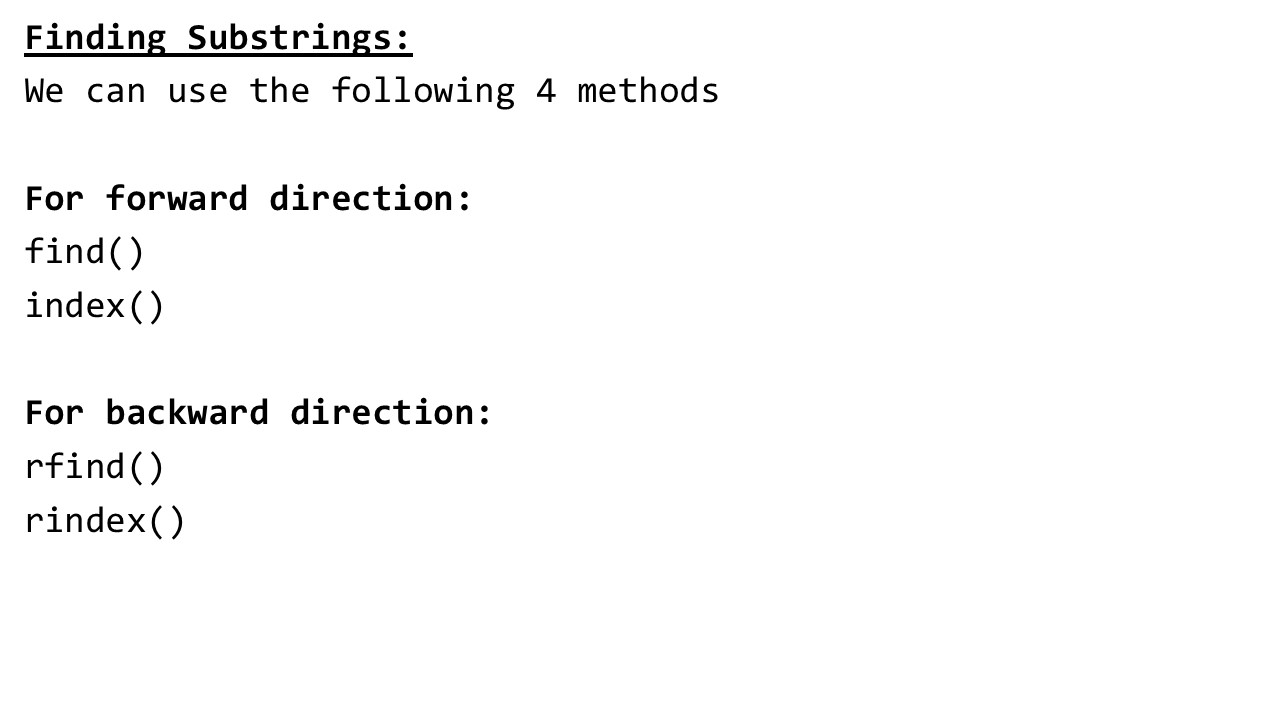 Finding Substrings:
We can use the following 4 methods
For forward direction:
find()
index()
For backward direction:
rfind()
rindex()